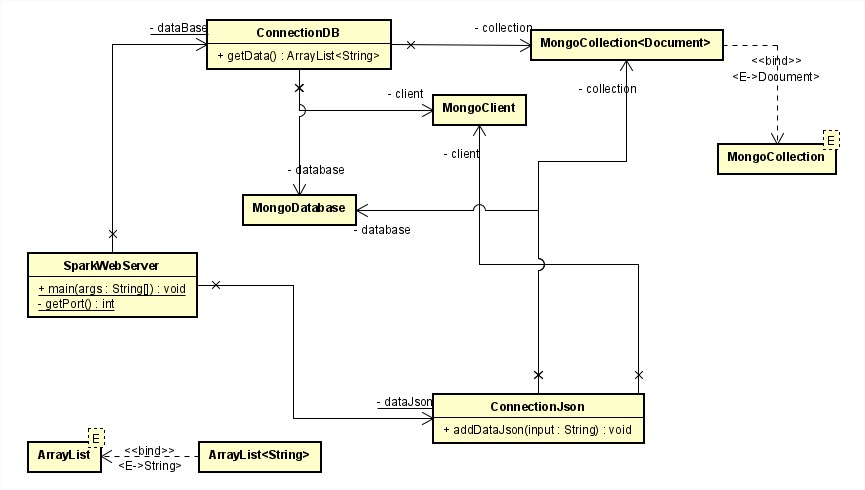 - dataBase
ConnectionDB
+ getData() : ArrayList<String>
- collection
MongoCollection<Document>
<<bind>>
<E->Document>
- client
MongoClient
- collection
E
MongoCollection
- client
- database
MongoDatabase
- database
SparkWebServer
+ main(args : String[]) : void
- getPort() : int
- dataJson
ConnectionJson
+ addDataJson(input : String) : void
E
ArrayList
<<bind>>
<E->String>
ArrayList<String>